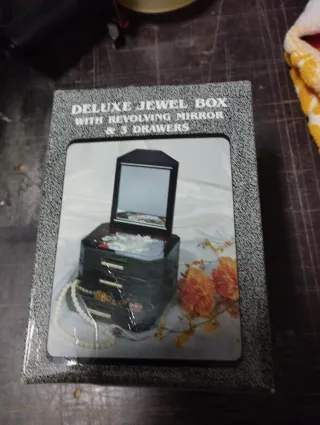 DELUXE JEWEL BOX
WITH REVOLVING MIRROR
& 3 DRAWERS